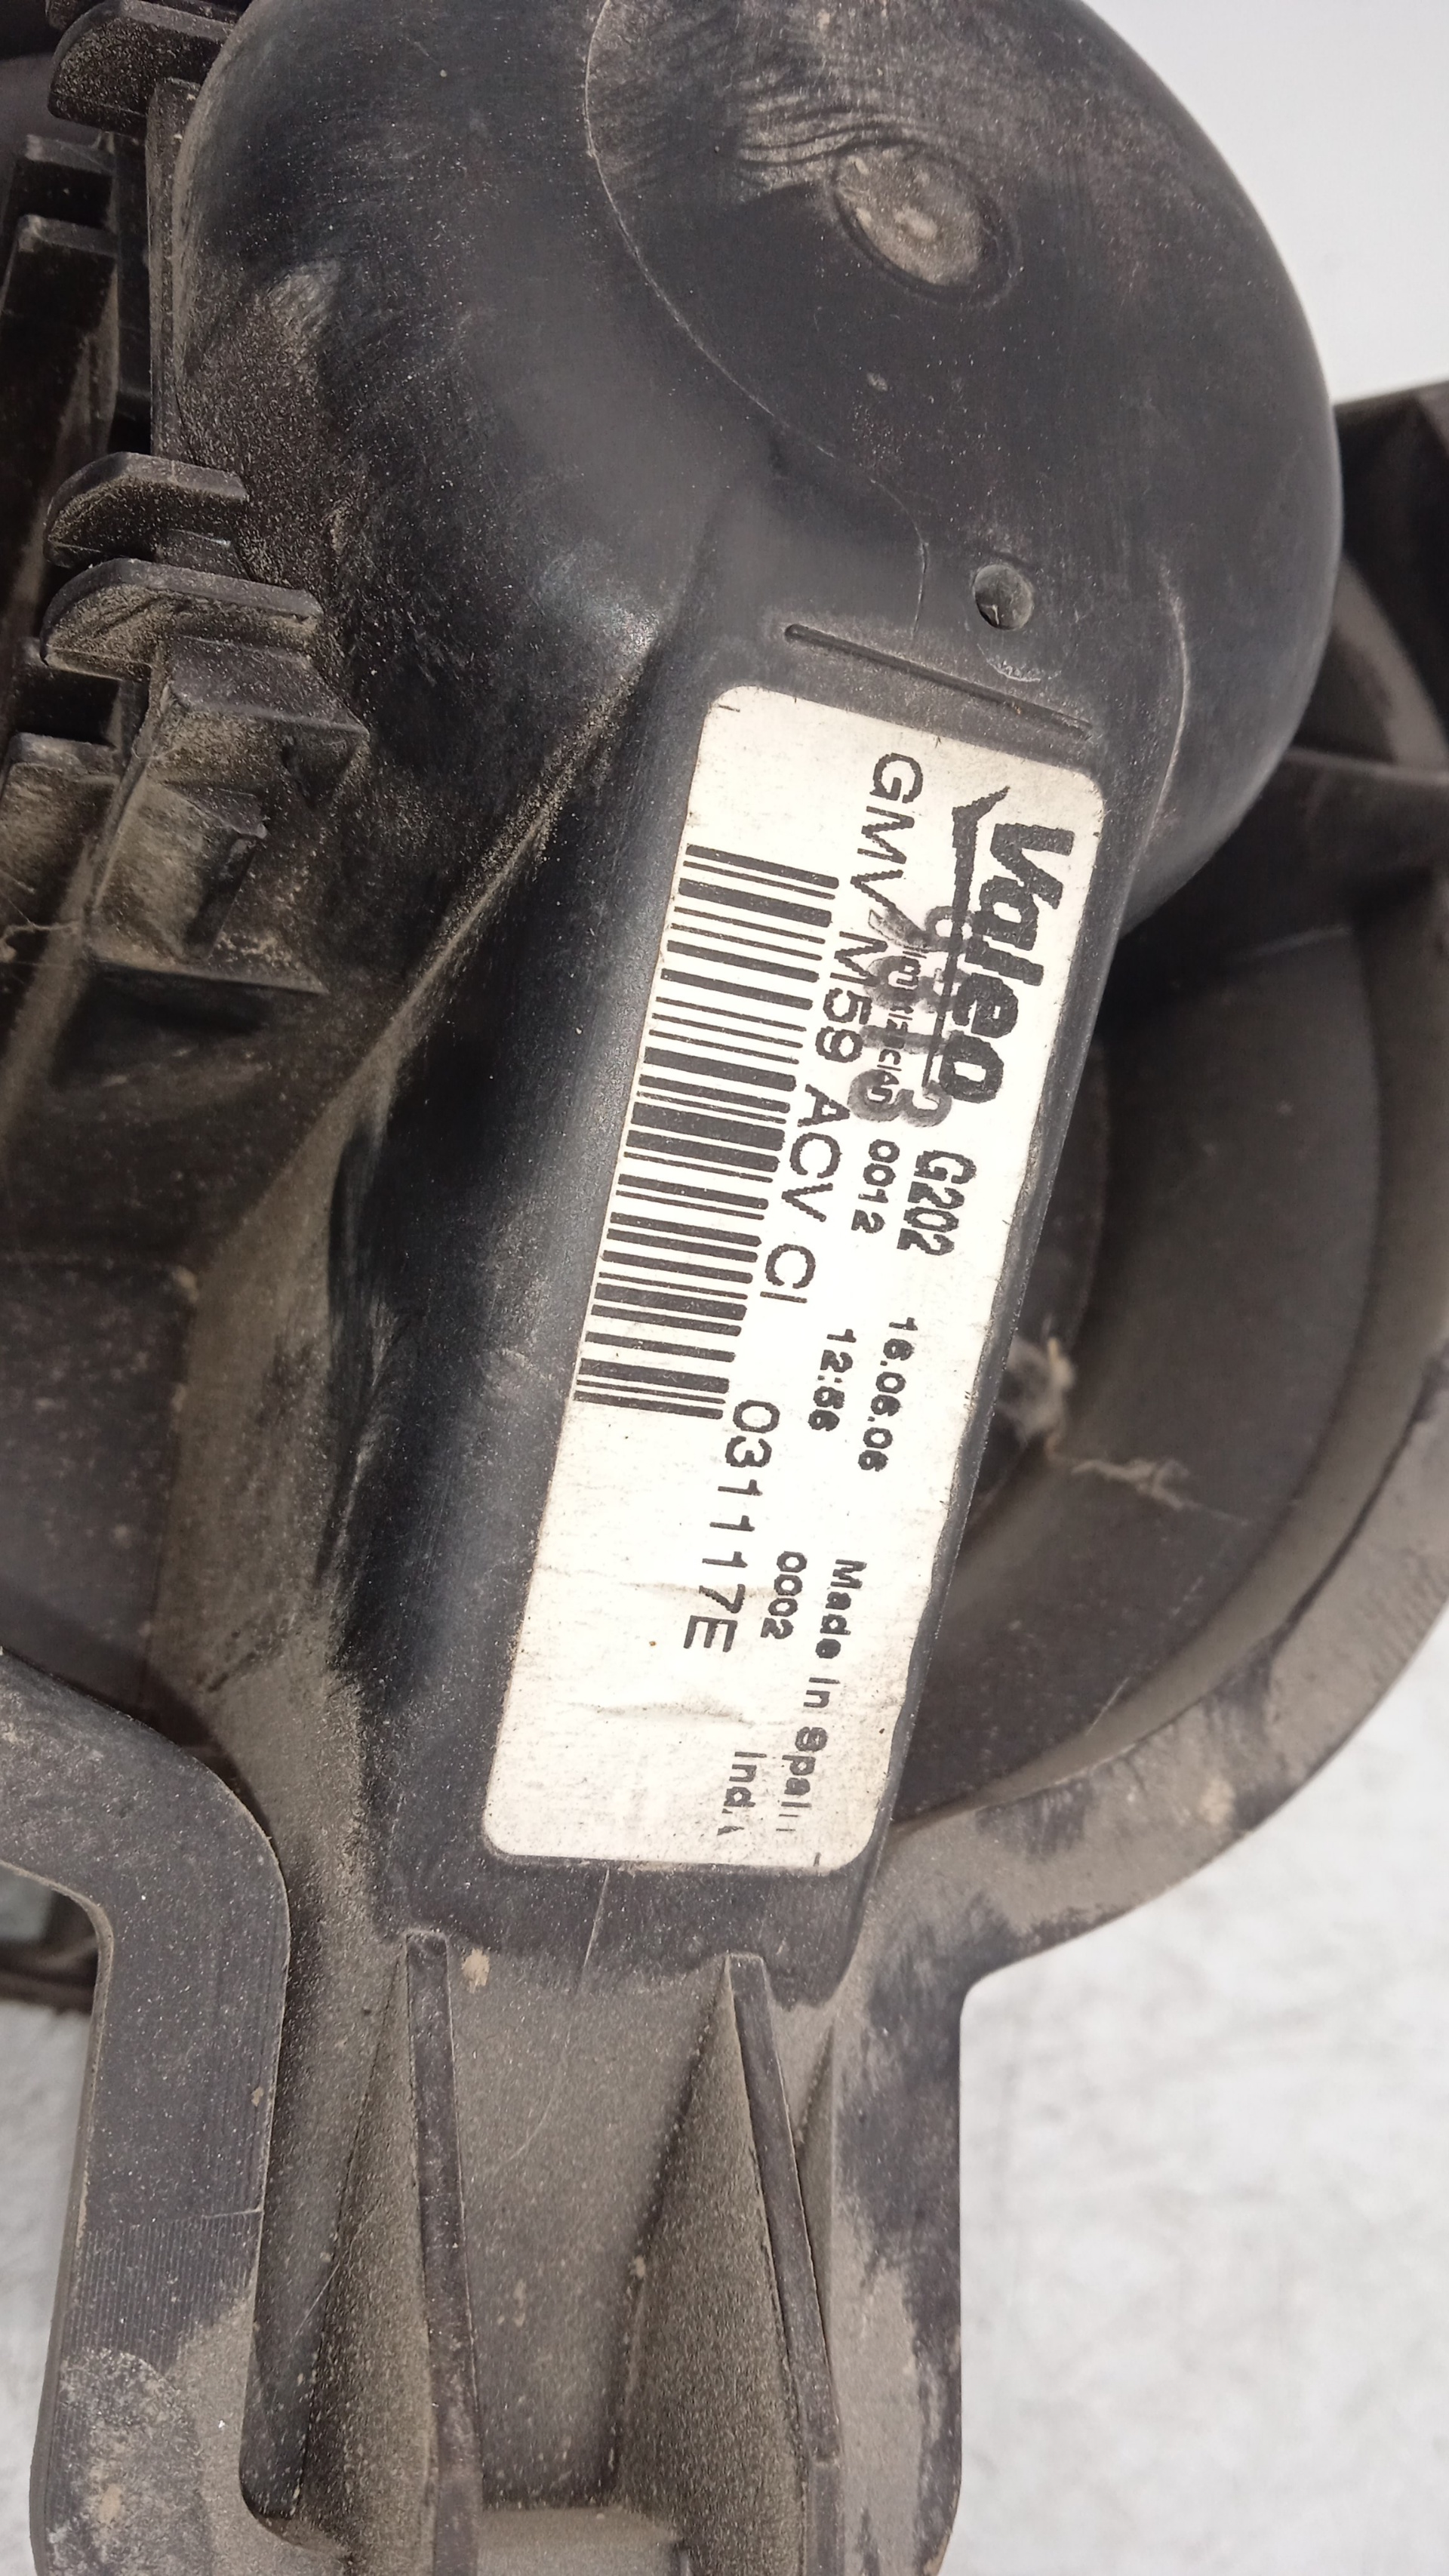 Valeo G202 16.06.06 Made In Spain
0012 12:56 0002 Ind.
GMV M59 ACV CI 031117E